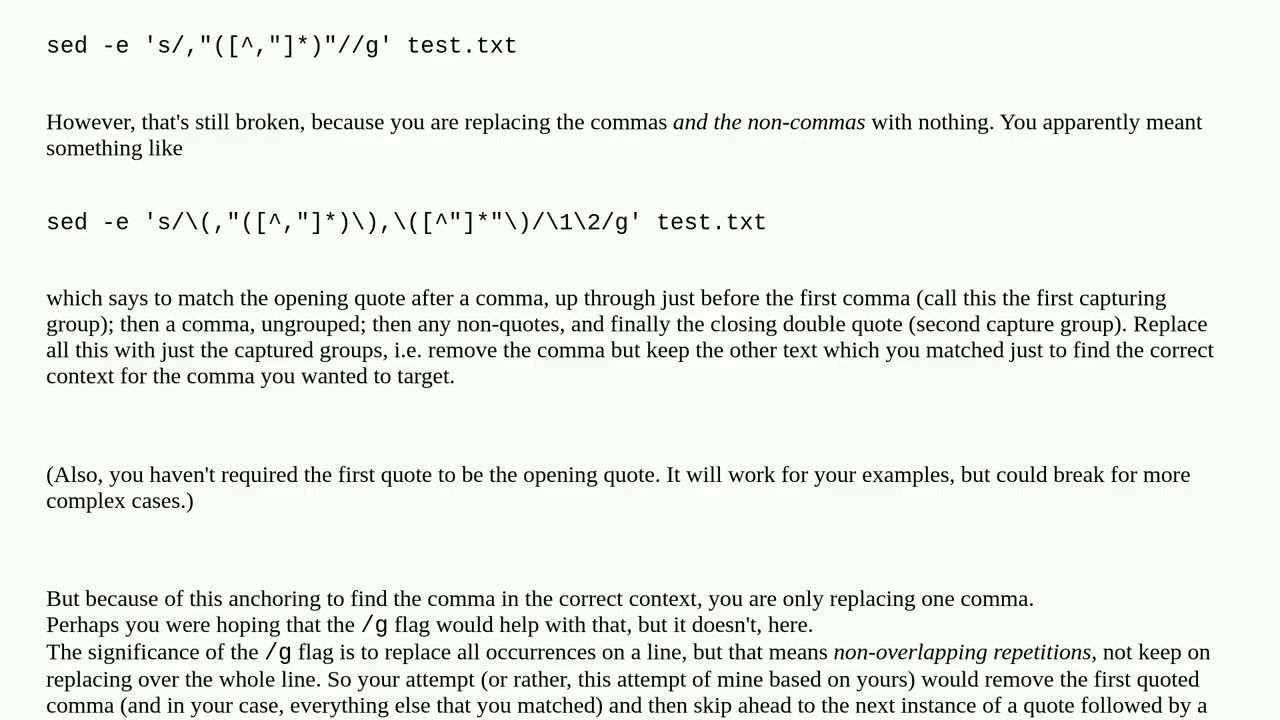 sed -e 's/,"([^,"]*)"//g' test.txt
However, that's still broken, because you are replacing the commas and the non-commas with nothing. You apparently meant
something like
sed -e 's/\(,"([^,"]*)\),\([^"]*"\)/\1\2/g' test.txt
which says to match the opening quote after a comma, up through just before the first comma (call this the first capturing
group); then a comma, ungrouped; then any non-quotes, and finally the closing double quote (second capture group). Replace
all this with just the captured groups, i.e. remove the comma but keep the other text which you matched just to find the correct
context for the comma you wanted to target.
(Also, you haven't required the first quote to be the opening quote. It will work for your examples, but could break for more
complex cases.)
But because of this anchoring to find the comma in the correct context, you are only replacing one comma.
Perhaps you were hoping that the /g flag would help with that, but it doesn't, here.
The significance of the /g flag is to replace all occurrences on a line, but that means non-overlapping repetitions, not keep on
replacing over the whole line. So your attempt (or rather, this attempt of mine based on yours) would remove the first quoted
comma (and in your case, everything else that you matched) and then skip ahead to the next instance of a quote followed by a